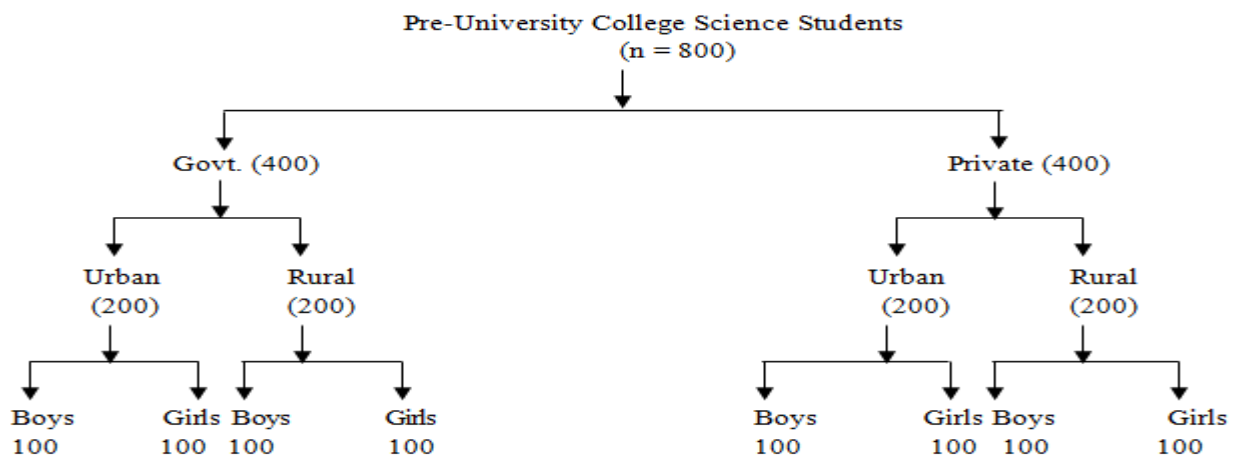 Pre-University College Science Students
(n = 800)
Govt. (400) Private (400)
Urban Rural Urban Rural
(200) (200) (200) (200)
Boys Girls Boys Girls Boys Girls Boys Girls
100 100 100 100 100 100 100 100